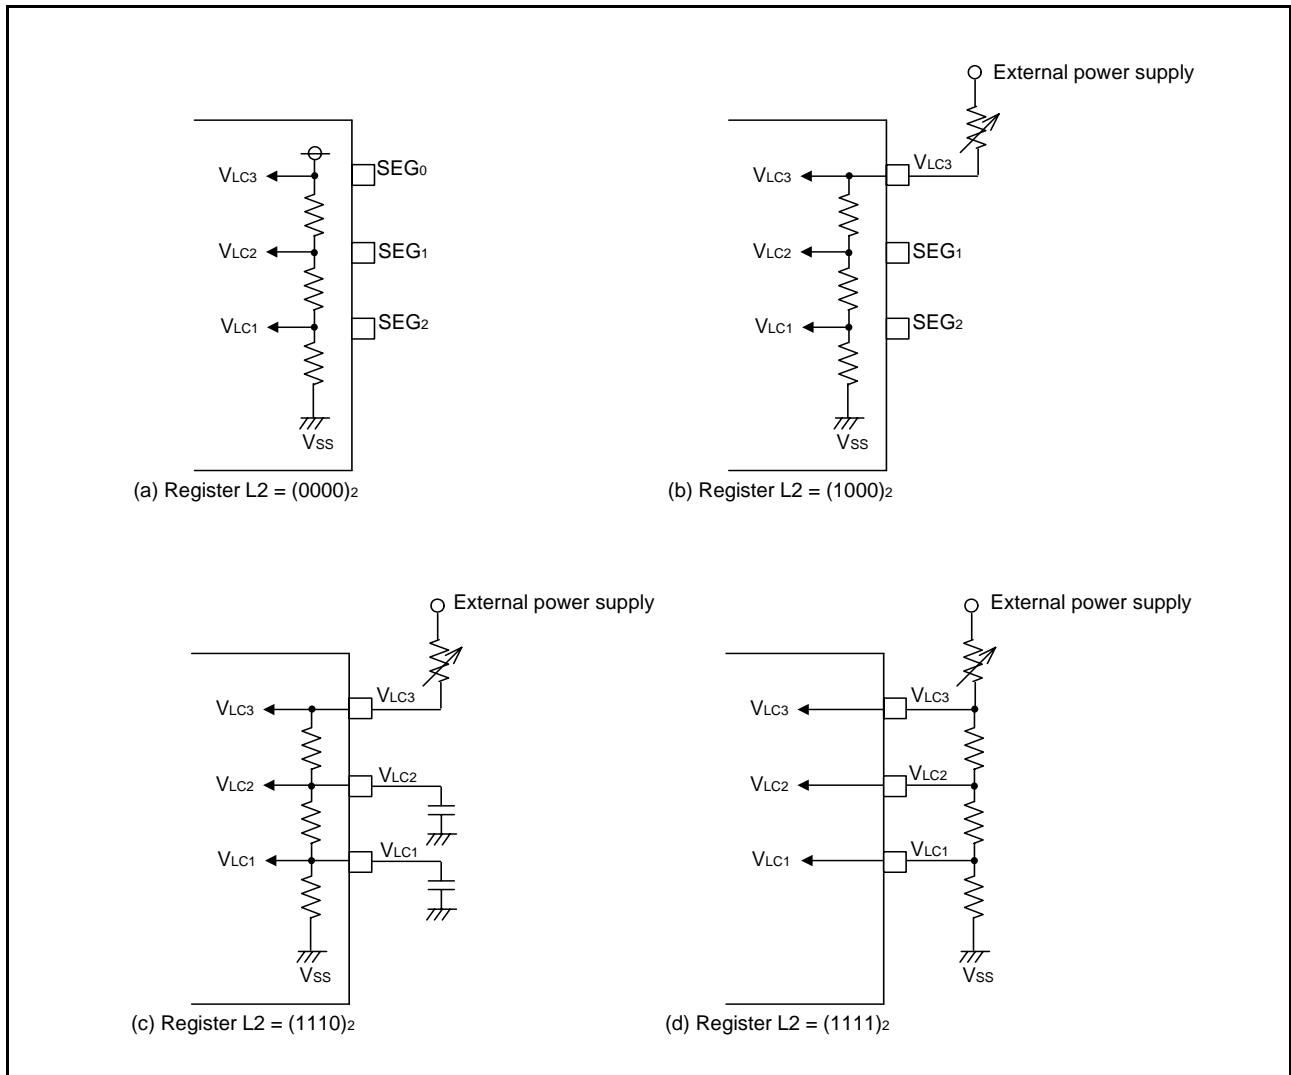 External power supply
VLC3
SEG0
VLC2
SEG1
VLC1
SEG2
VSS
(a) Register L2 = (0000)2
VLC3
VLC3
VLC2
SEG1
VLC1
SEG2
VSS
(b) Register L2 = (1000)2
External power supply
VLC3
VLC3
VLC2
VLC2
VLC1
VLC1
VSS
(c) Register L2 = (1110)2
External power supply
VLC3
VLC3
VLC2
VLC2
VLC1
VLC1
VSS
(d) Register L2 = (1111)2